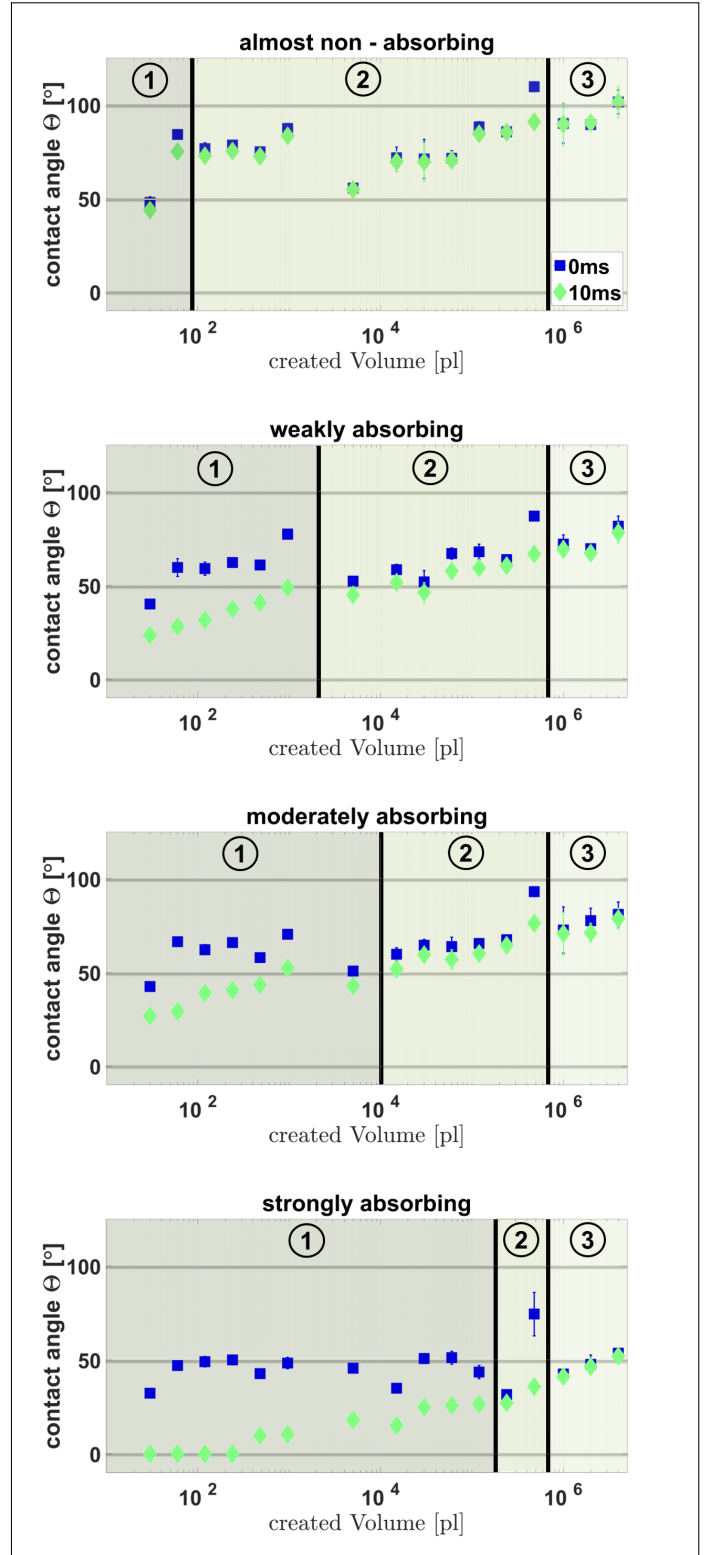 almost non - absorbing
① ② ③
contact angle Θ [°]
100
50
0
0ms
10ms
10 2 10 4 10 6
created Volume [pl]
weakly absorbing
① ② ③
contact angle Θ [°]
100
50
0
10 2 10 4 10 6
created Volume [pl]
moderately absorbing
① ② ③
contact angle Θ [°]
100
50
0
10 2 10 4 10 6
created Volume [pl]
strongly absorbing
① ② ③
contact angle Θ [°]
100
50
0
10 2 10 4 10 6
created Volume [pl]